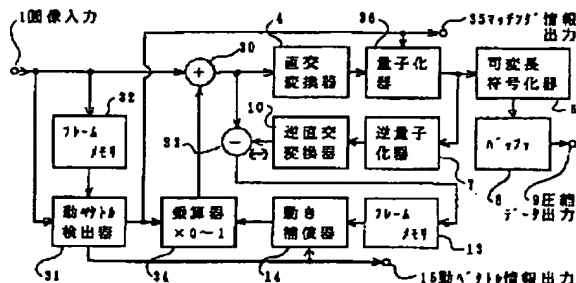 1画像入力
30
4
36
35マッチング情報
出力
+
直交
変換器
量子化
器
可変長
符号化器
32
10
フレーム
メモリ
33
−
逆直交
変換器
逆量子
化器
バッファ
7
8
9圧縮
データ出力
動ベクトル
検出器
乗算器
×0~1
動き
補償器
フレーム
メモリ
31
34
14
13
15動ベクトル情報出力